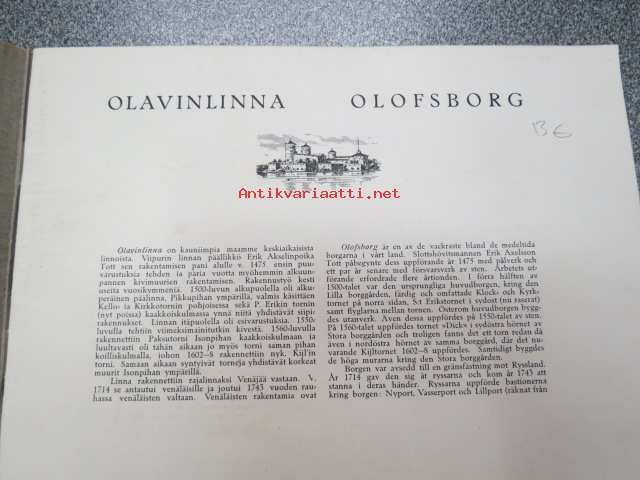 OLAVINLINNA OLOFSBORG
13 €
Antikvariaatti.net
Olavinlinna on kauniimpia maamme keskiaikaisista
linnoista. Viipurin linnan päällikkö Erik Akselinpoika
Tott sen rakentamisen pani alulle v. 1475 ensin puu-
varustuksia tehden ja paria vuotta myöhemmin alkuun-
pannen kivimuurien rakentamisen. Rakennustyö kesti
useita vuosikymmeniä. 1500-luvun alkupuolella oli alku-
peräinen päälinna, Pikkupihan ympärillä, valmis käsittäen
Kello- ja Kirkkotornin pohjoisessa sekä P. Erikin tornin
(nyt poissa) kaakkoiskulmassa ynnä niitä yhdistävät siipi-
rakennukset. Linnan itäpuolella oli esivarustuksia. 1550-
luvulla tehtiin viimeksimainitutkin kivestä. 1560-luvulla
rakennettiin Paksutorni Isonpihan kaakkoiskulmaan ja
luultavasti oli tähän aikaan jo myös torni saman pihan
koilliskulmalla, johon 1602–8 rakennettiin nyk. Kijl'in
torni. Samaan aikaan syntyivät torneja yhdistävät korkeat
muurit Isonpihan ympärillä.
Linna rakennettiin rajalinnaksi Venäjää vastaan. V.
1714 se antautui venäläisille ja joutui 1743 vuoden rau-
hassa venäläisten valtaan. Venäläisten rakentamia ovat
Olofsborg är en av de vackraste bland de medeltida
borgarna i vårt land. Slottshövitsmannen Erik Axelsson
Tott påbegynte dess uppförande år 1475 med pålverk och
ett par år senare med försvarsverk av sten. Arbetets ut-
förande erfordrade flere årtionden. I förra hälften av
1500-talet var den ursprungliga huvudborgen, kring den
Lilla borggården, färdig och omfattade Klock- och Kyrk-
tornet på norra sidan, S:t Erikstornet i sydost (nu raserat)
samt flyglarna mellan tornen. Österom huvudborgen bygg-
des utanverk. Även dessa uppfördes på 1550-talet av sten.
På 1560-talet uppfördes tornet »Dick» i sydöstra hörnet av
Stora borggården och troligen fanns det ett torn redan då
även i nordöstra hörnet av samma borggård, där det nu-
varande Kijltornet 1602–8 uppfördes. Samtidigt byggdes
de höga murarna kring den Stora borggården.
Borgen var avsedd till en gränsfästning mot Ryssland.
År 1714 gav den sig åt ryssarna och kom år 1743 att
stanna i deras händer. Ryssarna uppförde bastionerna
kring borgen: Nyport, Vasserport och Lillport (räknat från